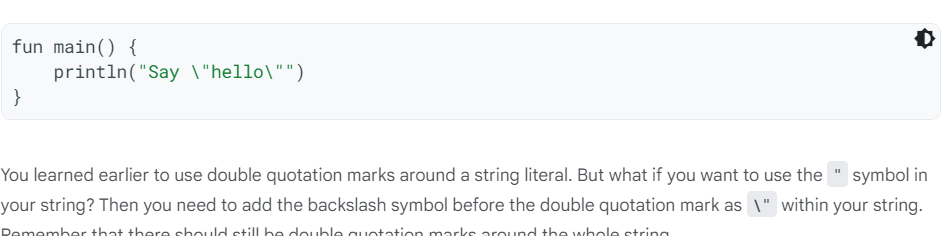 fun main() {
    println("Say \"hello\"")
}
You learned earlier to use double quotation marks around a string literal. But what if you want to use the " symbol in
your string? Then you need to add the backslash symbol before the double quotation mark as \" within your string.
Remember that there should still be double quotation marks around the whole string.